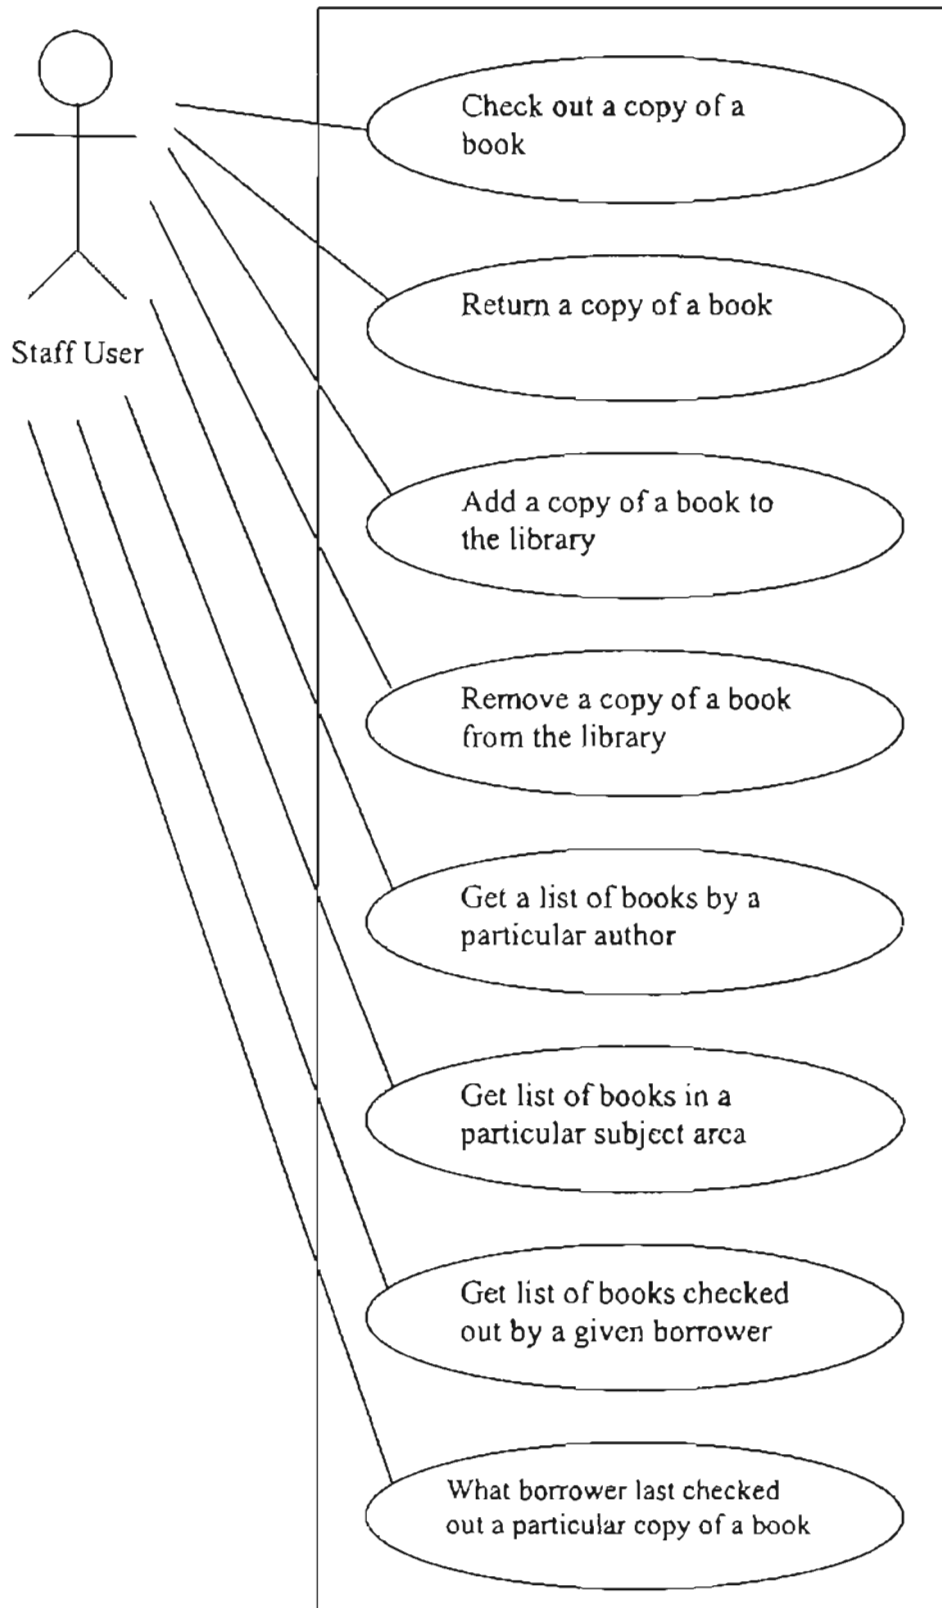 Check out a copy of a
book
Return a copy of a book
Staff User
Add a copy of a book to
the library
Remove a copy of a book
from the library
Get a list of books by a
particular author
Get list of books in a
particular subject area
Get list of books checked
out by a given borrower
What borrower last checked
out a particular copy of a book